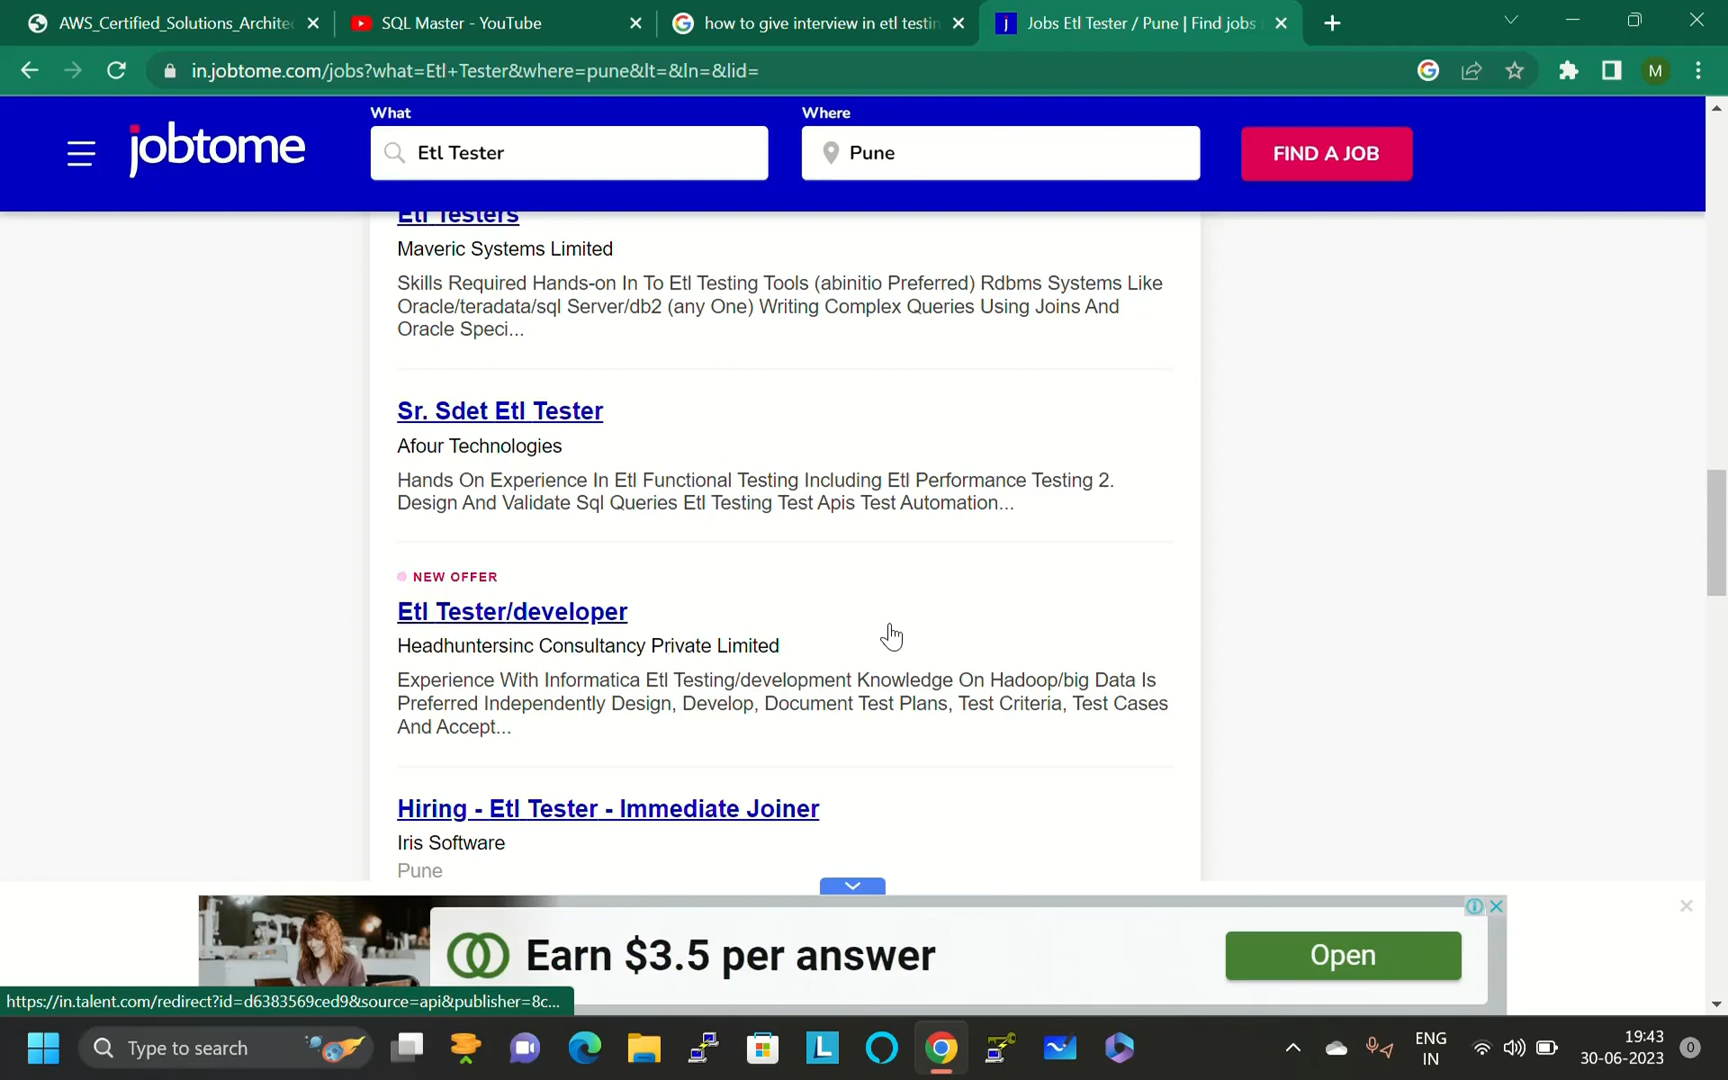 AWS_Certified_Solutions_Archite
SQL Master - YouTube
how to give interview in etl testin
Jobs Etl Tester / Pune | Find jobs
in.jobtome.com/jobs?what=Etl+Tester&where=pune&lt=&ln=&lid=
M
What
Where
jobtome
Etl Tester
Pune
FIND A JOB
Etl Testers
Maveric Systems Limited
Skills Required Hands-on In To Etl Testing Tools (abinitio Preferred) Rdbms Systems Like
Oracle/teradata/sql Server/db2 (any One) Writing Complex Queries Using Joins And
Oracle Speci...
Sr. Sdet Etl Tester
Afour Technologies
Hands On Experience In Etl Functional Testing Including Etl Performance Testing 2.
Design And Validate Sql Queries Etl Testing Test Apis Test Automation...
NEW OFFER
Etl Tester/developer
Headhuntersinc Consultancy Private Limited
Experience With Informatica Etl Testing/development Knowledge On Hadoop/big Data Is
Preferred Independently Design, Develop, Document Test Plans, Test Criteria, Test Cases
And Accept...
Hiring - Etl Tester - Immediate Joiner
Iris Software
Pune
Earn $3.5 per answer
Open
https://in.talent.com/redirect?id=d6383569ced9&source=api&publisher=8c...
Type to search
L
ENG
IN
19:43
30-06-2023
0